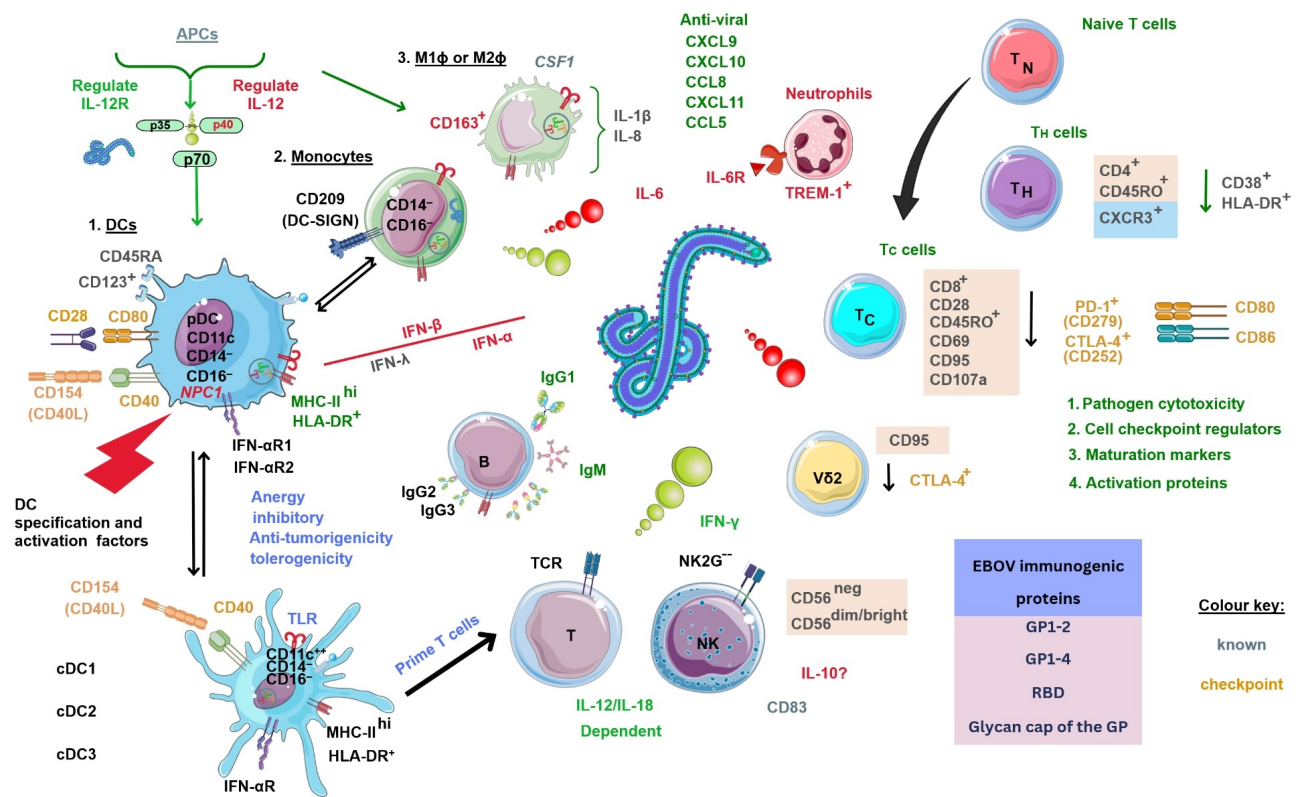 APCs
Regulate
IL-12R
Regulate
IL-12
p35
p40
p70
1. DCs
CD45RA
CD123⁺
CD28
CD80
pDC
CD11c
CD14⁻
CD16⁻
NPC1
CD154
(CD40L)
CD40
MHC-II hi
HLA-DR⁺
IFN-αR1
IFN-αR2
DC
specification and
activation factors
Anergy
inhibitory
Anti-tumorigenicity
tolerogenicity
CD154
(CD40L)
CD40
TLR
CD11c⁺⁺
CD14⁻
CD16⁻
cDC1
cDC2
cDC3
MHC-II hi
HLA-DR⁺
IFN-αR
Prime T cells
2. Monocytes
CD209
(DC-SIGN)
CD14⁻
CD16⁻
3. M1ϕ or M2ϕ
CSF1
CD163⁺
IL-1β
IL-8
IFN-β
IFN-α
IFN-λ
Anti-viral
CXCL9
CXCL10
CCL8
CXCL11
CCL5
Neutrophils
IL-6
IL-6R
TREM-1⁺
IgG1
B
IgM
IgG2
IgG3
IFN-γ
TCR
T
IL-12/IL-18
Dependent
NK2G⁻⁻
NK
CD56 neg
CD56 dim/bright
IL-10?
CD83
Naive T cells
TN
TH cells
TH
CD4⁺
CD45RO⁺
CXCR3⁺
CD38⁺
HLA-DR⁺
TC cells
TC
CD8⁺
CD28
CD45RO⁺
CD69
CD95
CD107a
PD-1⁺
(CD279)
CTLA-4⁺
(CD252)
CD80
CD86
1. Pathogen cytotoxicity
2. Cell checkpoint regulators
3. Maturation markers
4. Activation proteins
Vδ2
CD95
CTLA-4⁺
EBOV immunogenic
proteins
GP1-2
GP1-4
RBD
Glycan cap of the GP
Colour key:
known
checkpoint